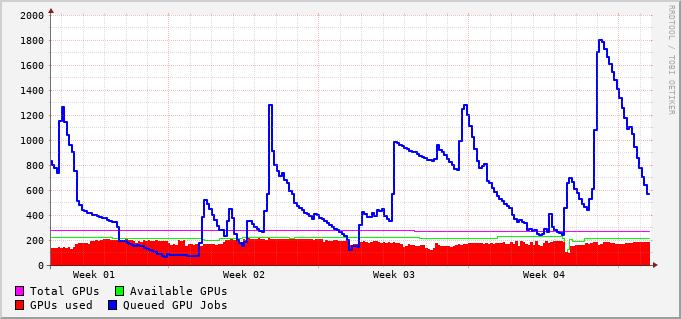 2000
1800
1600
1400
1200
1000
800
600
400
200
0
Week 01 Week 02 Week 03 Week 04
Total GPUs Available GPUs
GPUs used Queued GPU Jobs
RRDTOOL / TOBI OETIKER